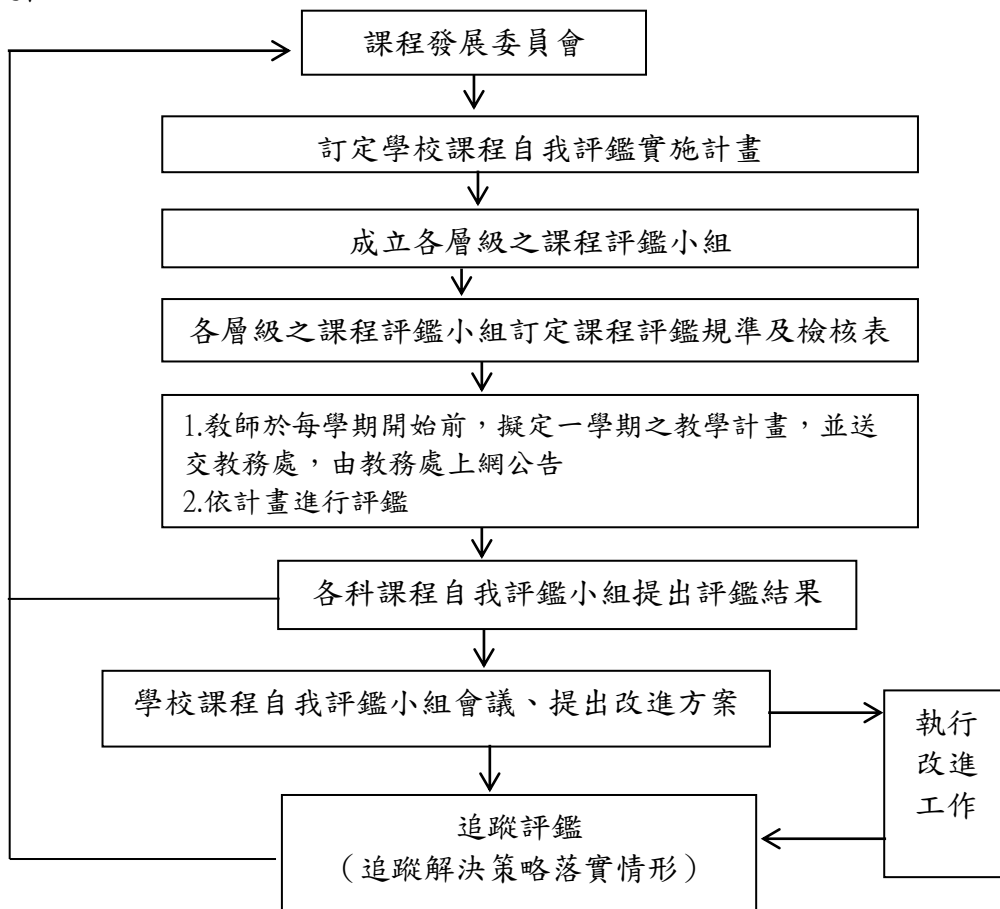 課程發展委員會
訂定學校課程自我評鑑實施計畫
成立各層級之課程評鑑小組
各層級之課程評鑑小組訂定課程評鑑規準及檢核表
1.教師於每學期開始前，擬定一學期之教學計畫，並送
交教務處，由教務處上網公告
2.依計畫進行評鑑
各科課程自我評鑑小組提出評鑑結果
學校課程自我評鑑小組會議、提出改進方案
執行
改進
工作
追蹤評鑑
（追蹤解決策略落實情形）